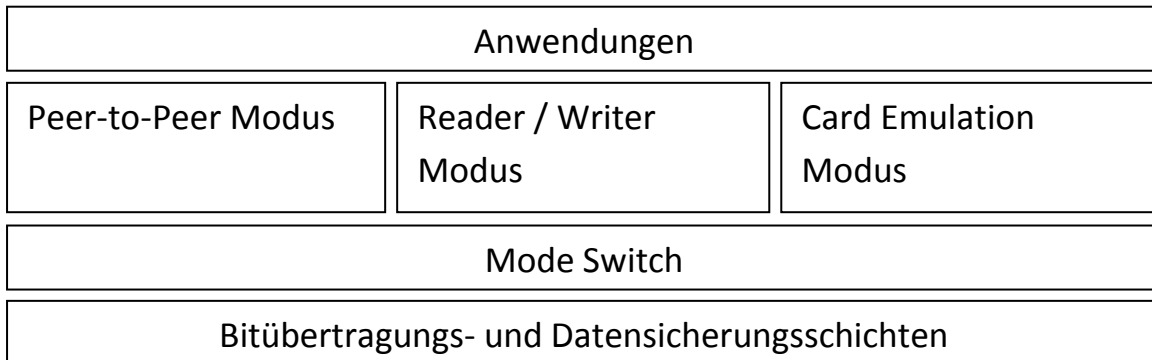 Anwendungen
Peer-to-Peer Modus
Reader / Writer
Modus
Card Emulation
Modus
Mode Switch
Bitübertragungs- und Datensicherungsschichten